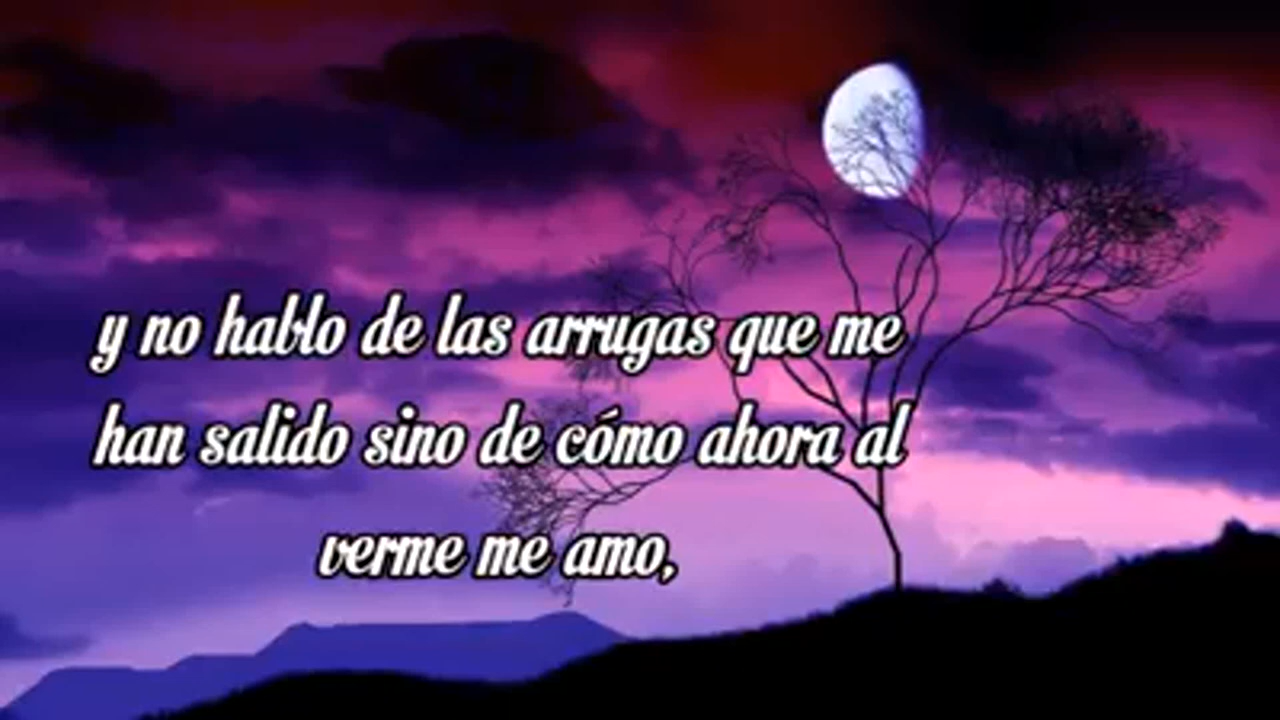 y no hablo de las arrugas que me
han salido sino de cómo ahora al
verme me amo,